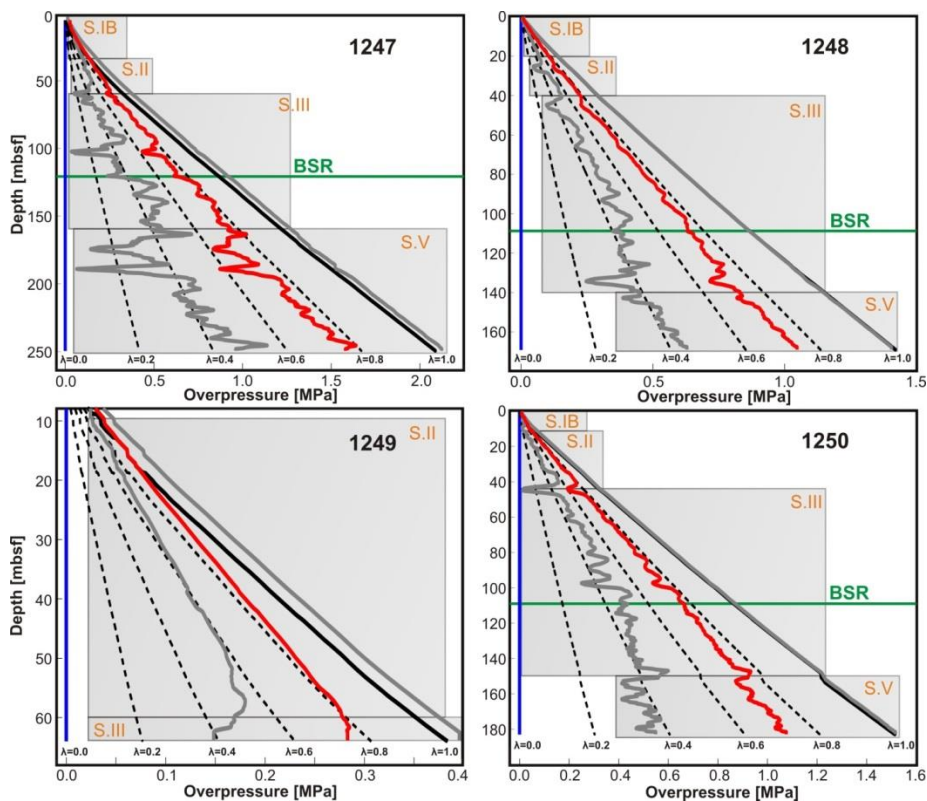 0
50
100
150
200
250
Depth [mbsf]
S.IB
S.II
S.III
S.V
1247
BSR
λ=0.0 λ=0.2 λ=0.4 λ=0.6 λ=0.8 λ=1.0
0.0 0.5 1.0 1.5 2.0
Overpressure [MPa]
0
20
40
60
80
100
120
140
160
S.IB
S.II
S.III
S.V
1248
BSR
λ=0.0 λ=0.2 λ=0.4 λ=0.6 λ=0.8 λ=1.0
0.0 0.5 1.0 1.5
Overpressure [MPa]
10
20
30
40
50
60
Depth [mbsf]
1249
S.II
S.III
λ=0.0 λ=0.2 λ=0.4 λ=0.6 λ=0.8 λ=1.0
0.0 0.1 0.2 0.3 0.4
Overpressure [MPa]
0
20
40
60
80
100
120
140
160
180
S.IB
S.II
S.III
S.V
1250
BSR
λ=0.0 λ=0.2 λ=0.4 λ=0.6 λ=0.8 λ=1.0
0.0 0.2 0.4 0.6 0.8 1.0 1.2 1.4 1.6
Overpressure [MPa]